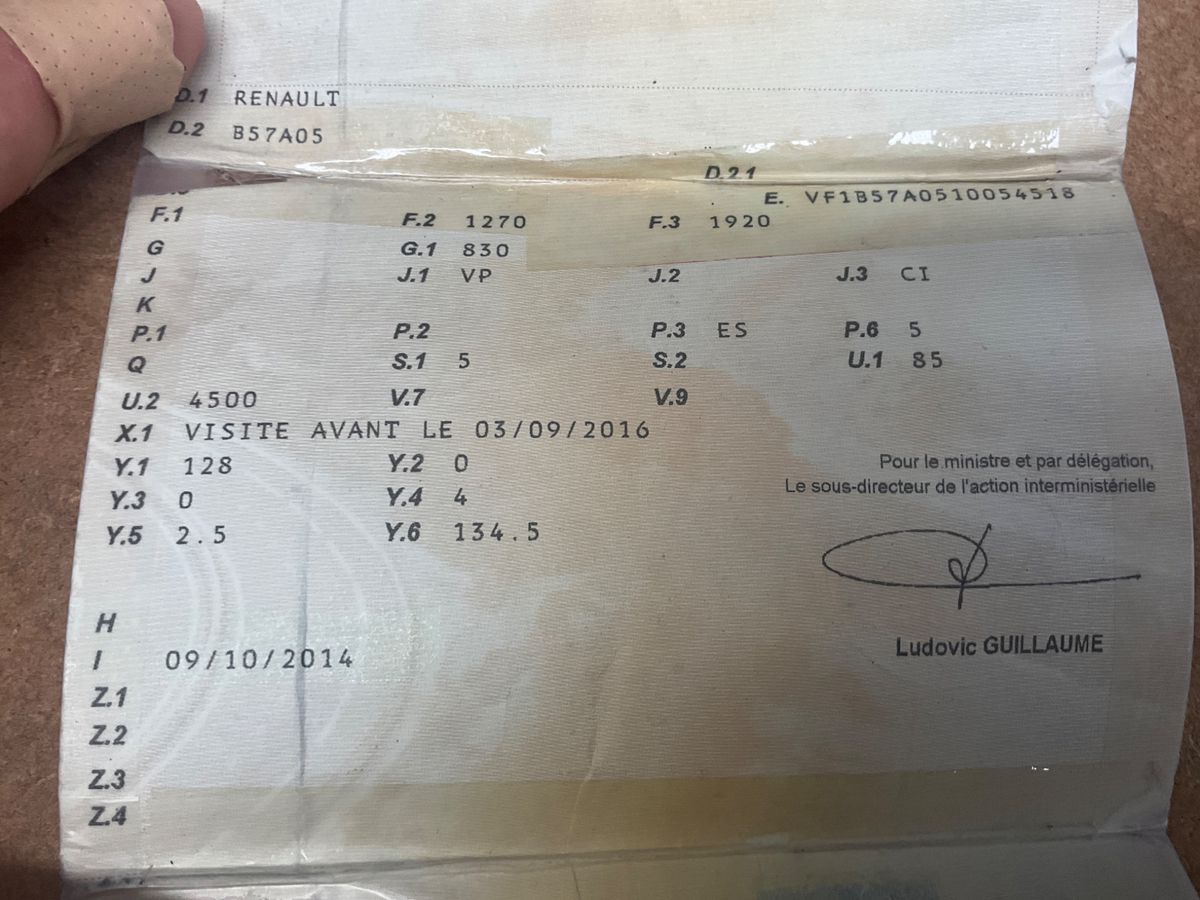 D.1 RENAULT
D.2 B57A05
D.2 1
E. VF1B57A0510054518
F.1 F.2 1270 F.3 1920
G G.1 830
J J.1 VP J.2 J.3 CI
K
P.1 P.2 P.3 ES P.6 5
Q S.1 5 S.2 U.1 85
U.2 4500 V.7 V.9
X.1 VISITE AVANT LE 03/09/2016
Y.1 128 Y.2 0
Y.3 0 Y.4 4
Y.5 2.5 Y.6 134.5
Pour le ministre et par délégation,
Le sous-directeur de l'action interministérielle
Ludovic GUILLAUME
H
I 09/10/2014
Z.1
Z.2
Z.3
Z.4